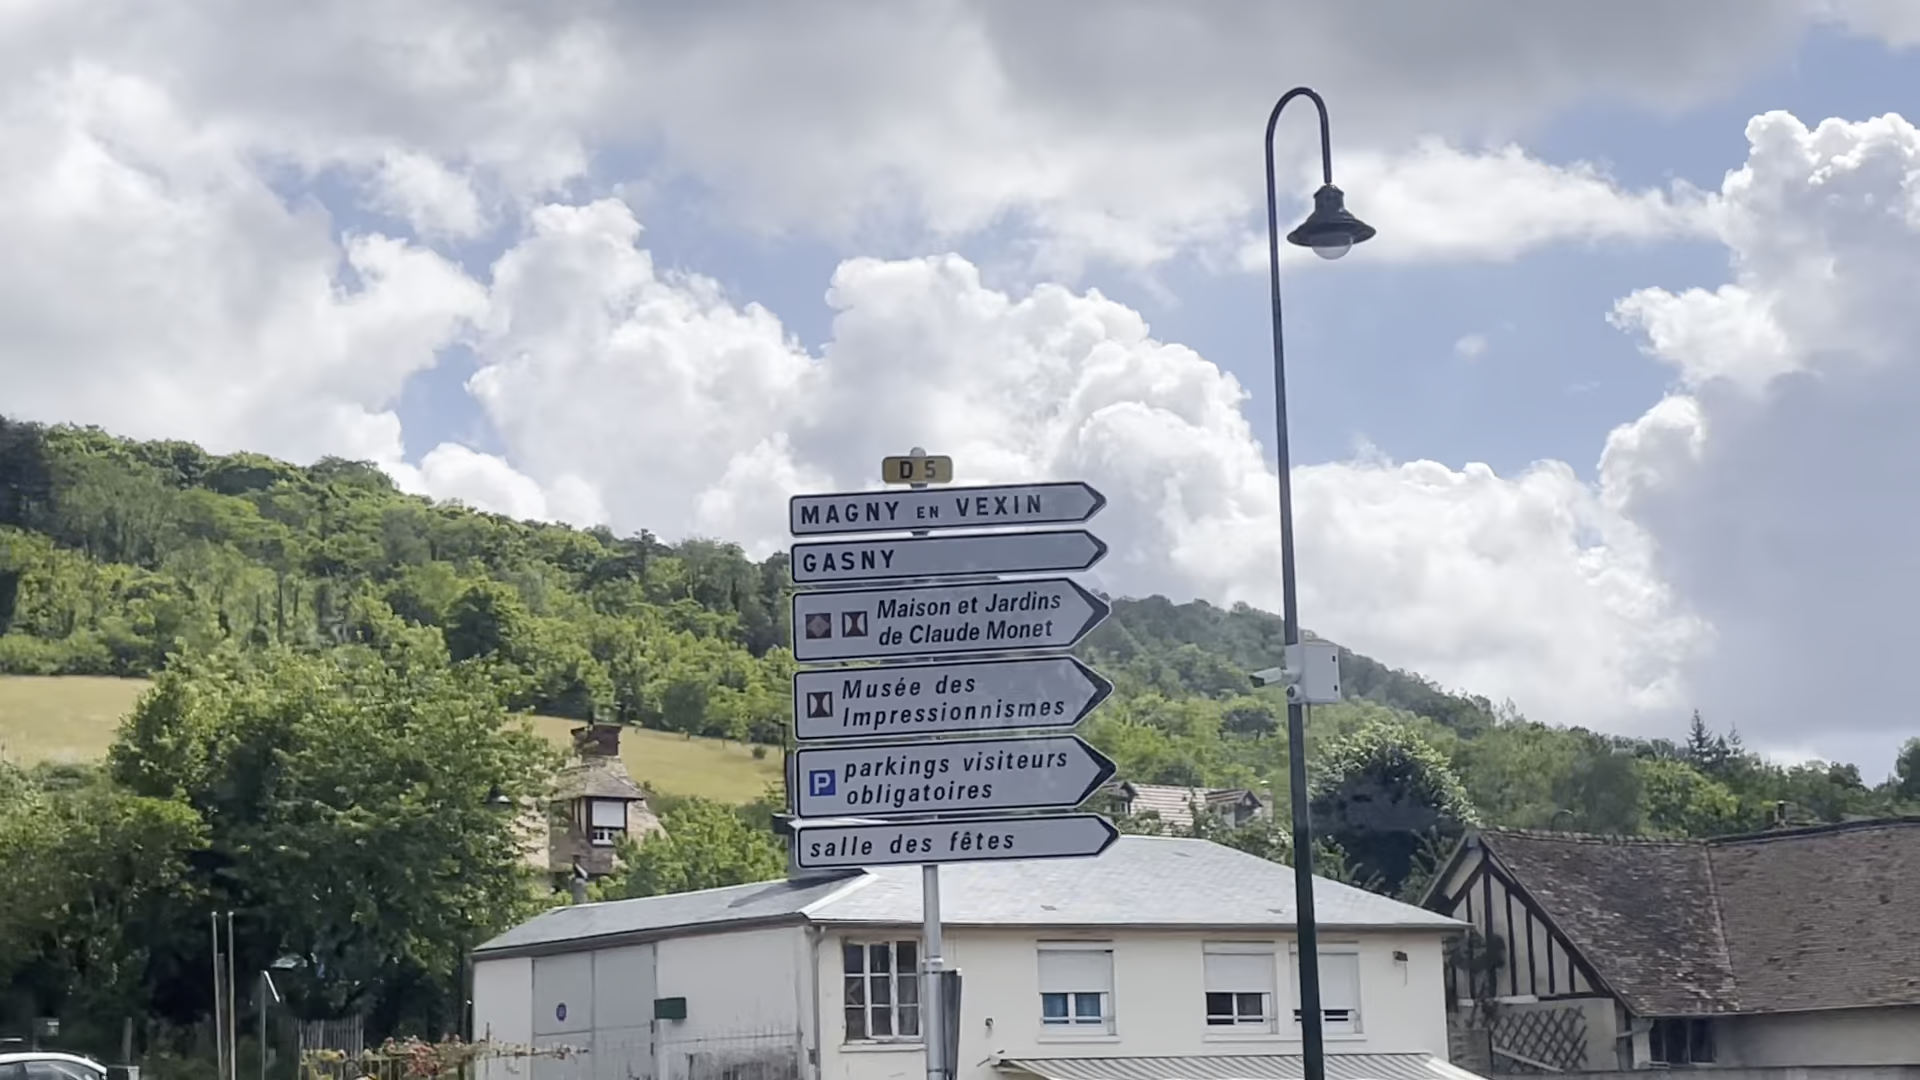 D 5
MAGNY EN VEXIN
GASNY
Maison et Jardins
de Claude Monet
Musée des
Impressionnismes
P
parkings visiteurs
obligatoires
salle des fêtes